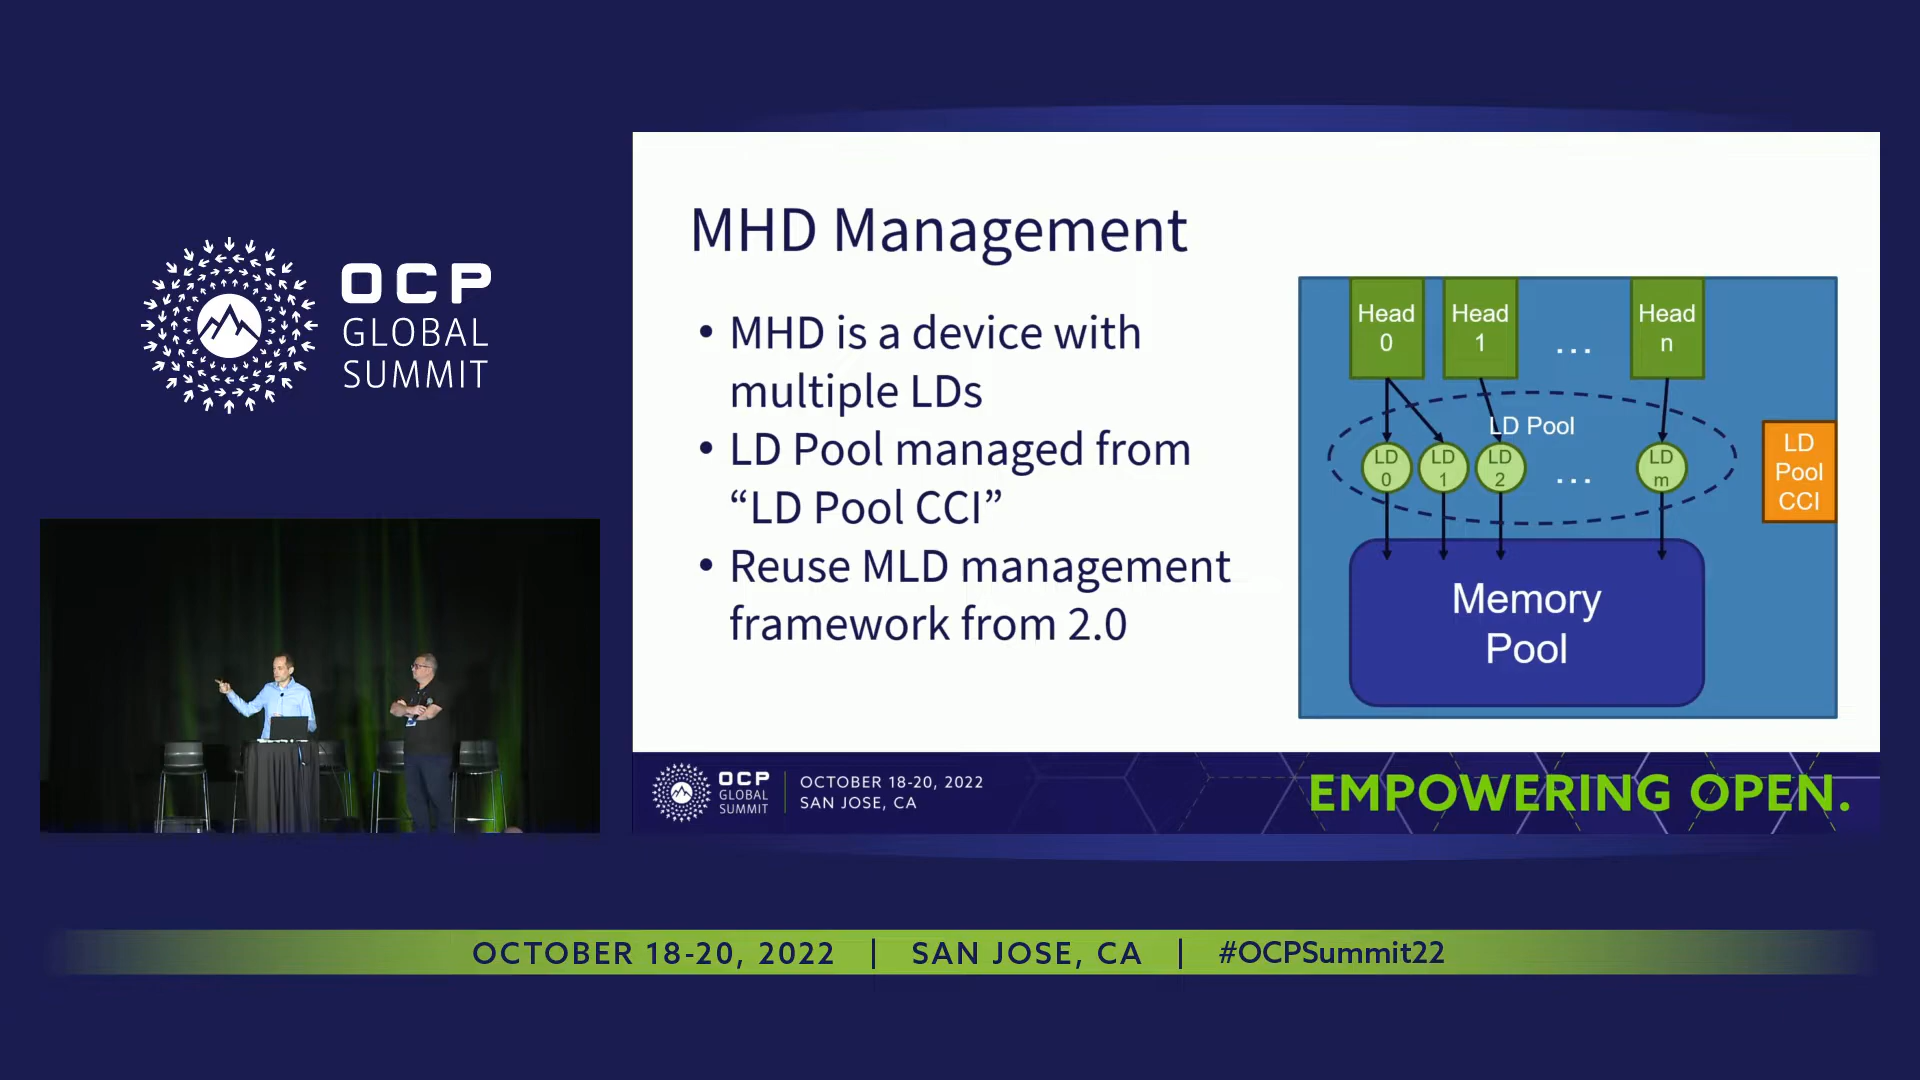 OCP
GLOBAL
SUMMIT
MHD Management
• MHD is a device with
multiple LDs
• LD Pool managed from
“LD Pool CCI”
• Reuse MLD management
framework from 2.0
Head
0
Head
1
...
Head
n
LD Pool
LD
0
LD
1
LD
2
...
LD
m
LD
Pool
CCI
Memory
Pool
OCP
GLOBAL
SUMMIT
OCTOBER 18-20, 2022
SAN JOSE, CA
EMPOWERING OPEN.
OCTOBER 18-20, 2022 | SAN JOSE, CA | #OCPSummit22